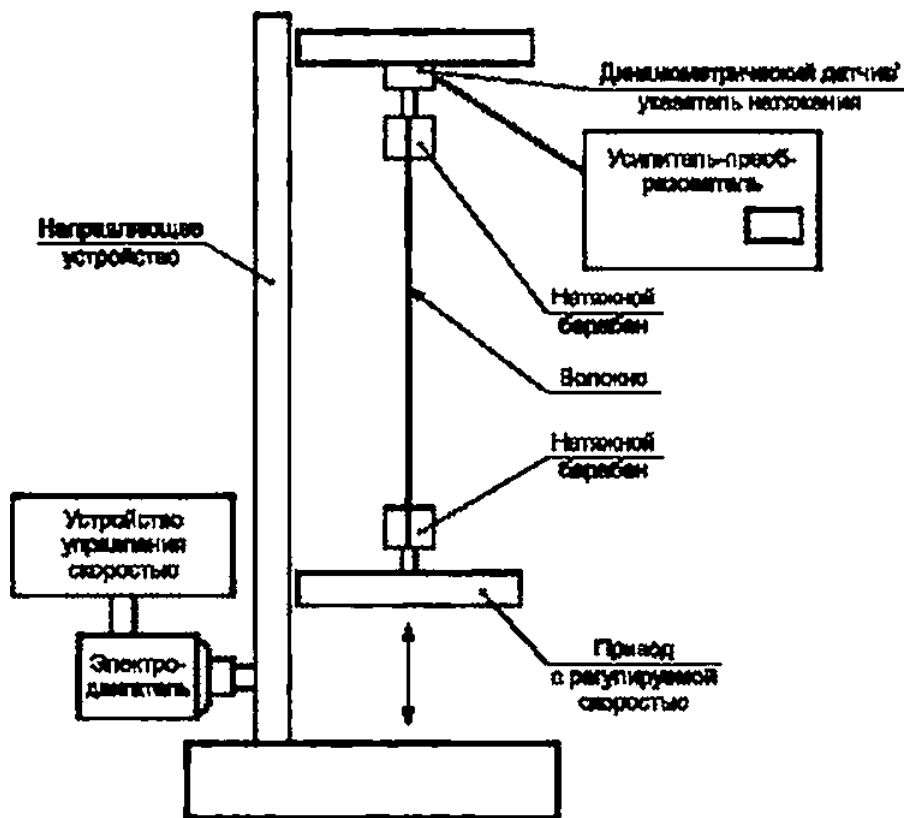 Динамометрический датчик/
указатель натяжения
Усилитель-преоб-
разователь
Направляющее
устройство
Натяжной
барабан
Волокно
Натяжной
барабан
Устройство
управления
скоростью
Электро-
двигатель
Привод
с регулируемой
скоростью